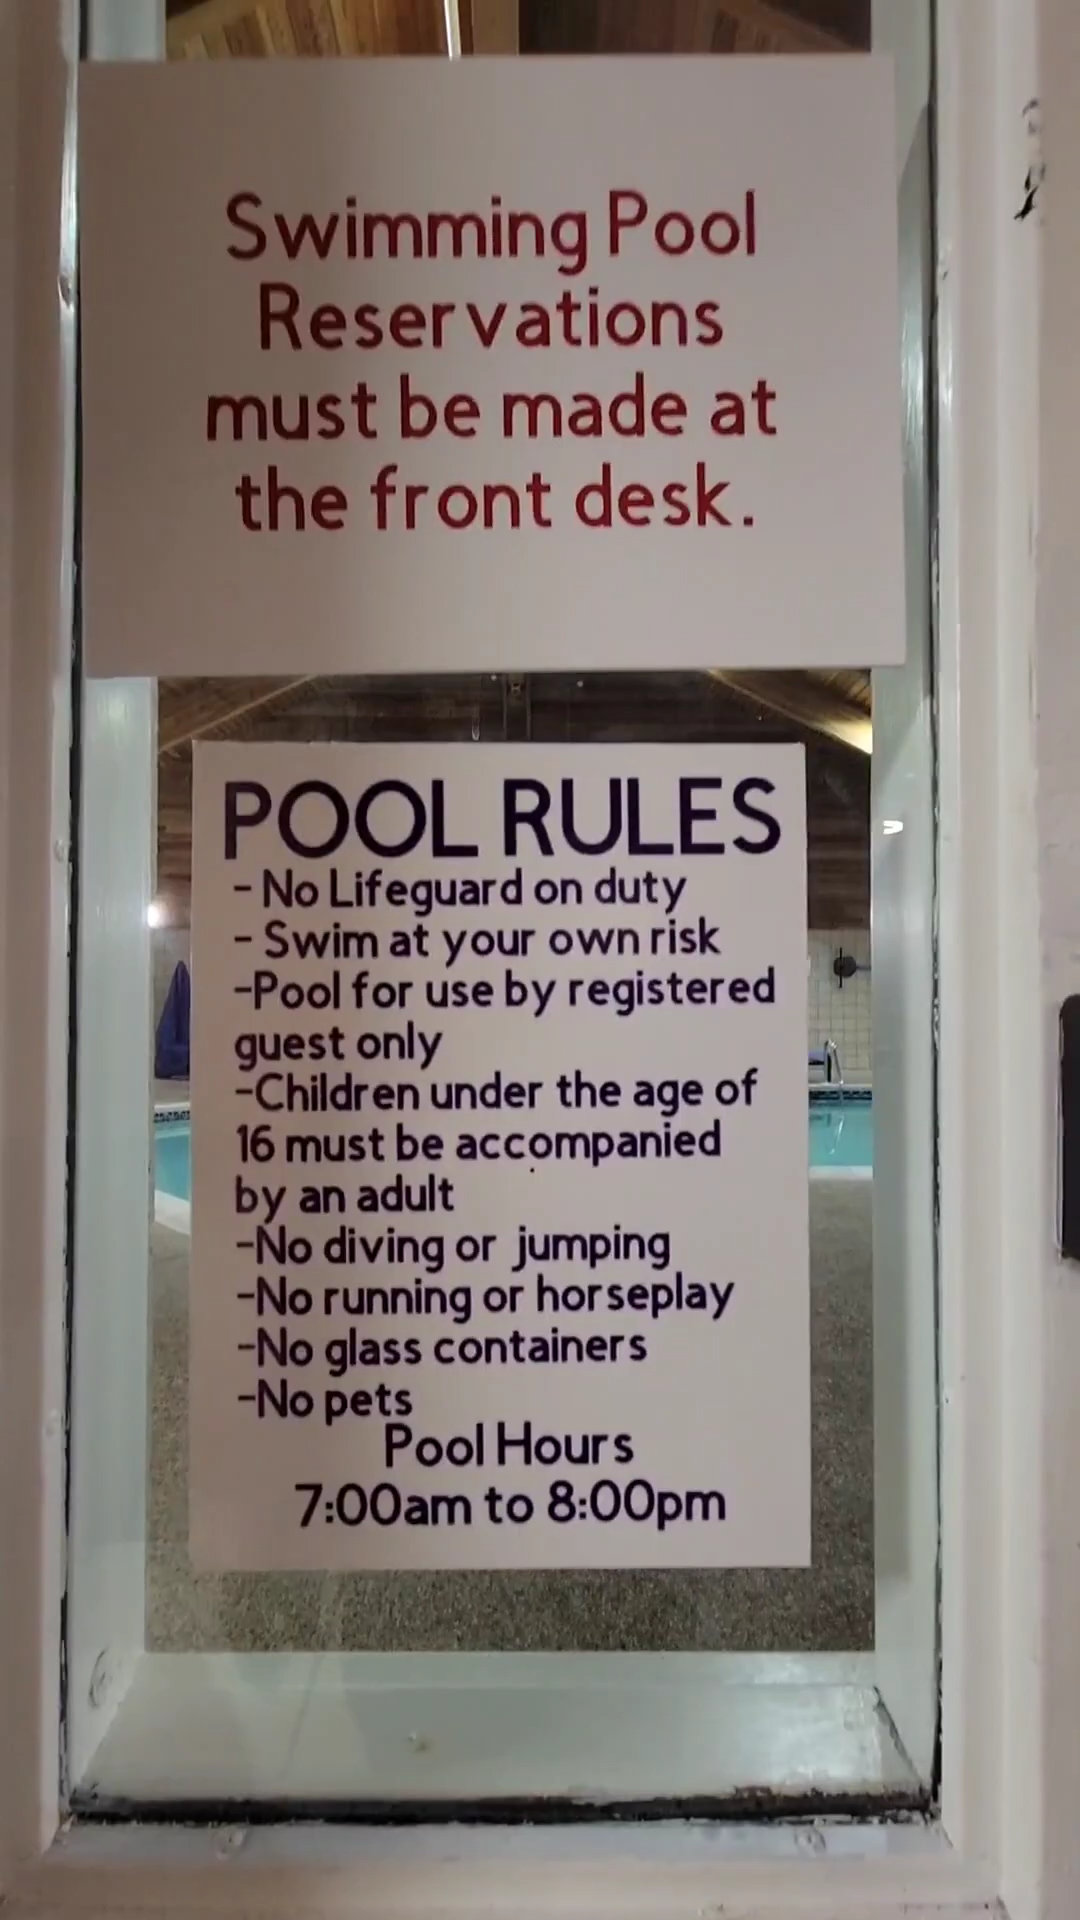 Swimming Pool
Reservations
must be made at
the front desk.
POOL RULES
- No Lifeguard on duty
- Swim at your own risk
-Pool for use by registered
guest only
-Children under the age of
16 must be accompanied
by an adult
-No diving or jumping
-No running or horseplay
-No glass containers
-No pets
Pool Hours
7:00am to 8:00pm